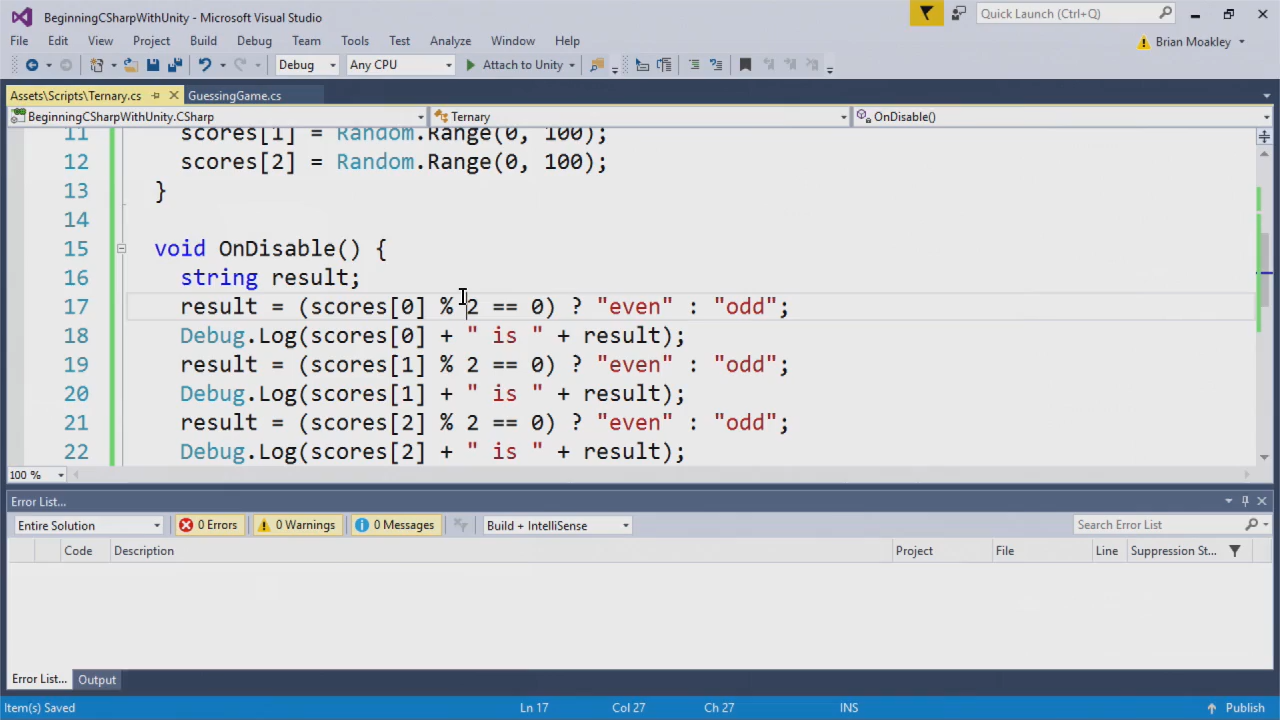 BeginningCSharpWithUnity - Microsoft Visual Studio
Quick Launch (Ctrl+Q)
File Edit View Project Build Debug Team Tools Test Analyze Window Help
Brian Moakley
Debug Any CPU Attach to Unity
Assets\Scripts\Ternary.cs GuessingGame.cs
BeginningCSharpWithUnity.CSharp Ternary OnDisable()
11 scores[1] = Random.Range(0, 100);
12 scores[2] = Random.Range(0, 100);
13 }
14
15 void OnDisable() {
16 string result;
17 result = (scores[0] % 2 == 0) ? "even" : "odd";
18 Debug.Log(scores[0] + " is " + result);
19 result = (scores[1] % 2 == 0) ? "even" : "odd";
20 Debug.Log(scores[1] + " is " + result);
21 result = (scores[2] % 2 == 0) ? "even" : "odd";
22 Debug.Log(scores[2] + " is " + result);
100 %
Error List...
Entire Solution 0 Errors 0 Warnings 0 Messages Build + IntelliSense Search Error List
Code Description Project File Line Suppression St...
Error List... Output
Item(s) Saved Ln 17 Col 27 Ch 27 INS Publish